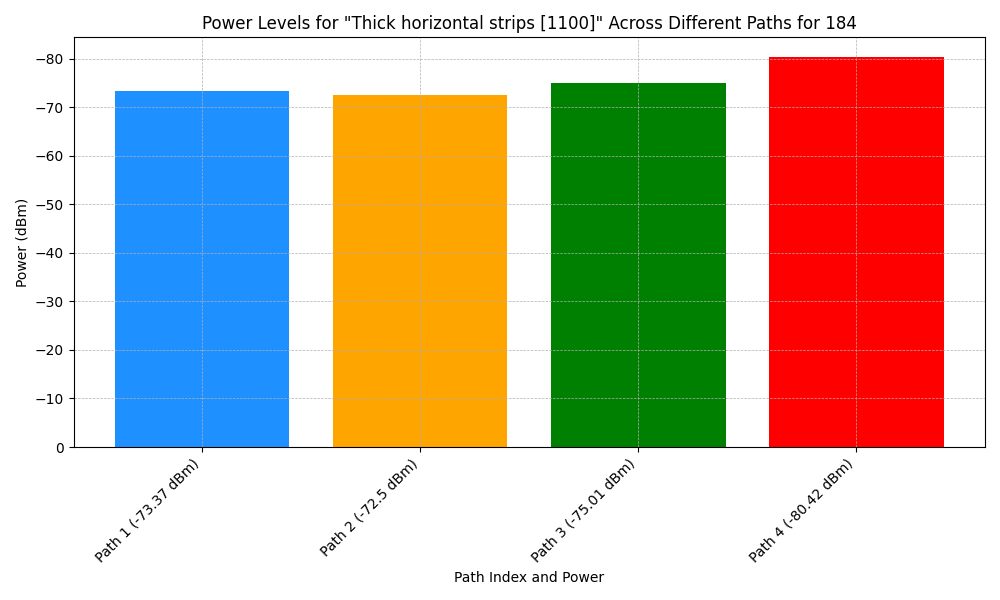 Power Levels for "Thick horizontal strips [1100]" Across Different Paths for 184
−80
−70
−60
−50
−40
−30
−20
−10
0
Power (dBm)
Path 1 (-73.37 dBm)
Path 2 (-72.5 dBm)
Path 3 (-75.01 dBm)
Path 4 (-80.42 dBm)
Path Index and Power